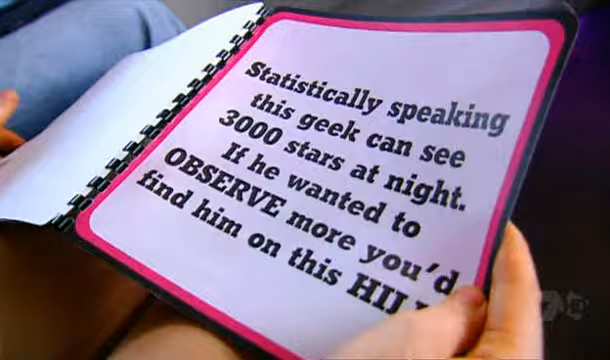 Statistically speaking
this geek can see
3000 stars at night.
If he wanted to
OBSERVE more you'd
find him on this